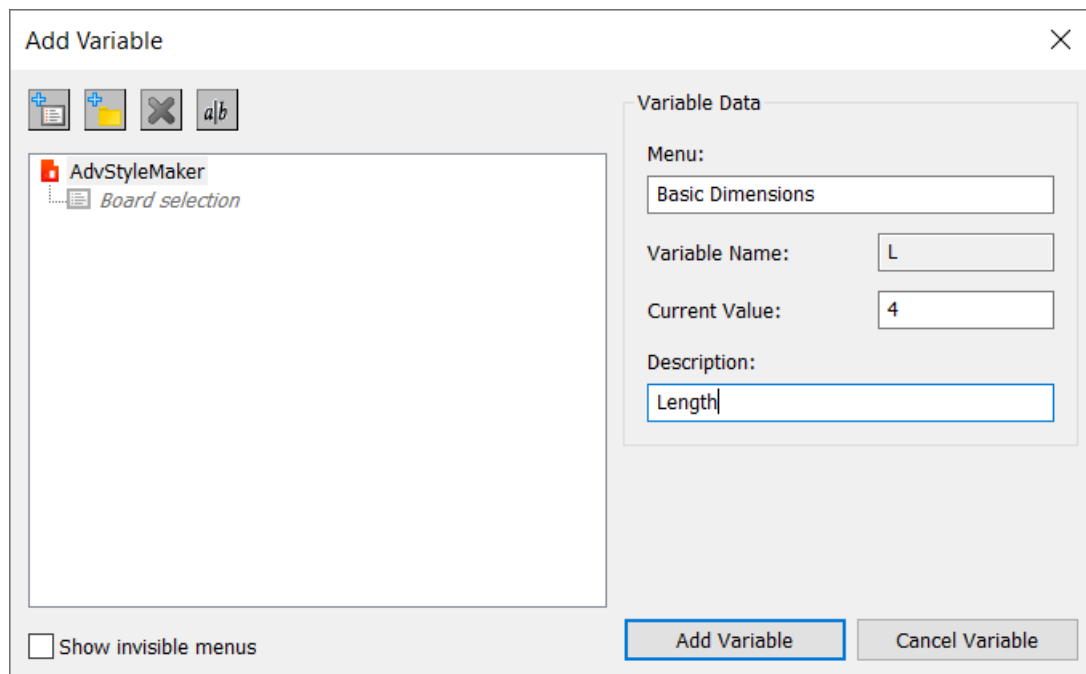 Add Variable
a|b
AdvStyleMaker
Board selection
Show invisible menus
Variable Data
Menu:
Basic Dimensions
Variable Name:
L
Current Value:
4
Description:
Length
Add Variable
Cancel Variable